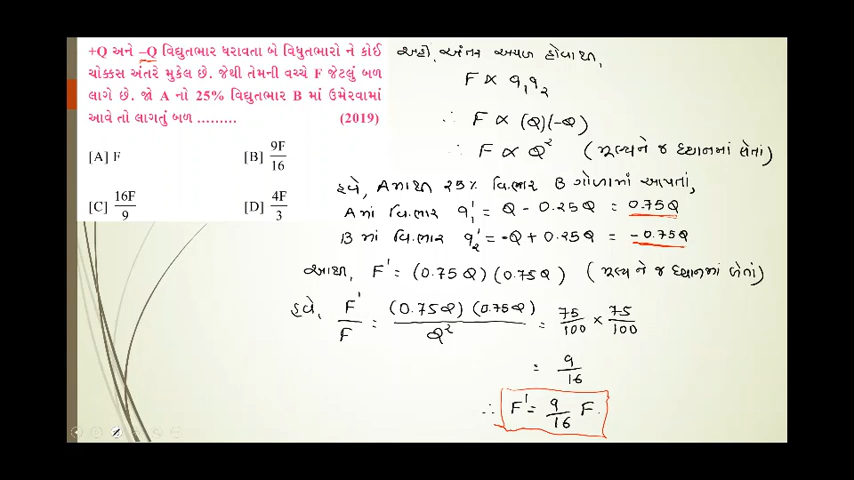 +Q અને –Q વિદ્યુતભાર ધરાવતા બે વિદ્યુતભારો ને કોઈ
ચોક્કસ અંતરે મુકેલ છે. જેથી તેમની વચ્ચે F જેટલું બળ
લાગે છે. જો A નો 25% વિદ્યુતભાર B માં ઉમેરવામાં
આવે તો લાગતું બળ ......... (2019)
[A] F [B] 9F/16
[C] 16F/9 [D] 4F/3
અહીં, અંતર અચળ હોવાથી,
F ∝ q₁q₂
∴ F ∝ (Q)(-Q)
∴ F ∝ Q² (મૂલ્યને જ ધ્યાનમાં લેતાં)
હવે, A માંથી 25% વિ.ભાર B ગોળામાં આપતાં,
A માં વિ.ભાર q₁' = Q - 0.25Q = 0.75Q
B માં વિ.ભાર q₂' = -Q + 0.25Q = - 0.75Q
આથી, F' = (0.75Q) (0.75Q) (મૂલ્યને જ ધ્યાનમાં લેતાં)
હવે, F'/F = (0.75Q) (0.75Q)/Q² = 75/100 × 75/100
= 9/16
∴ F' = 9/16 F.